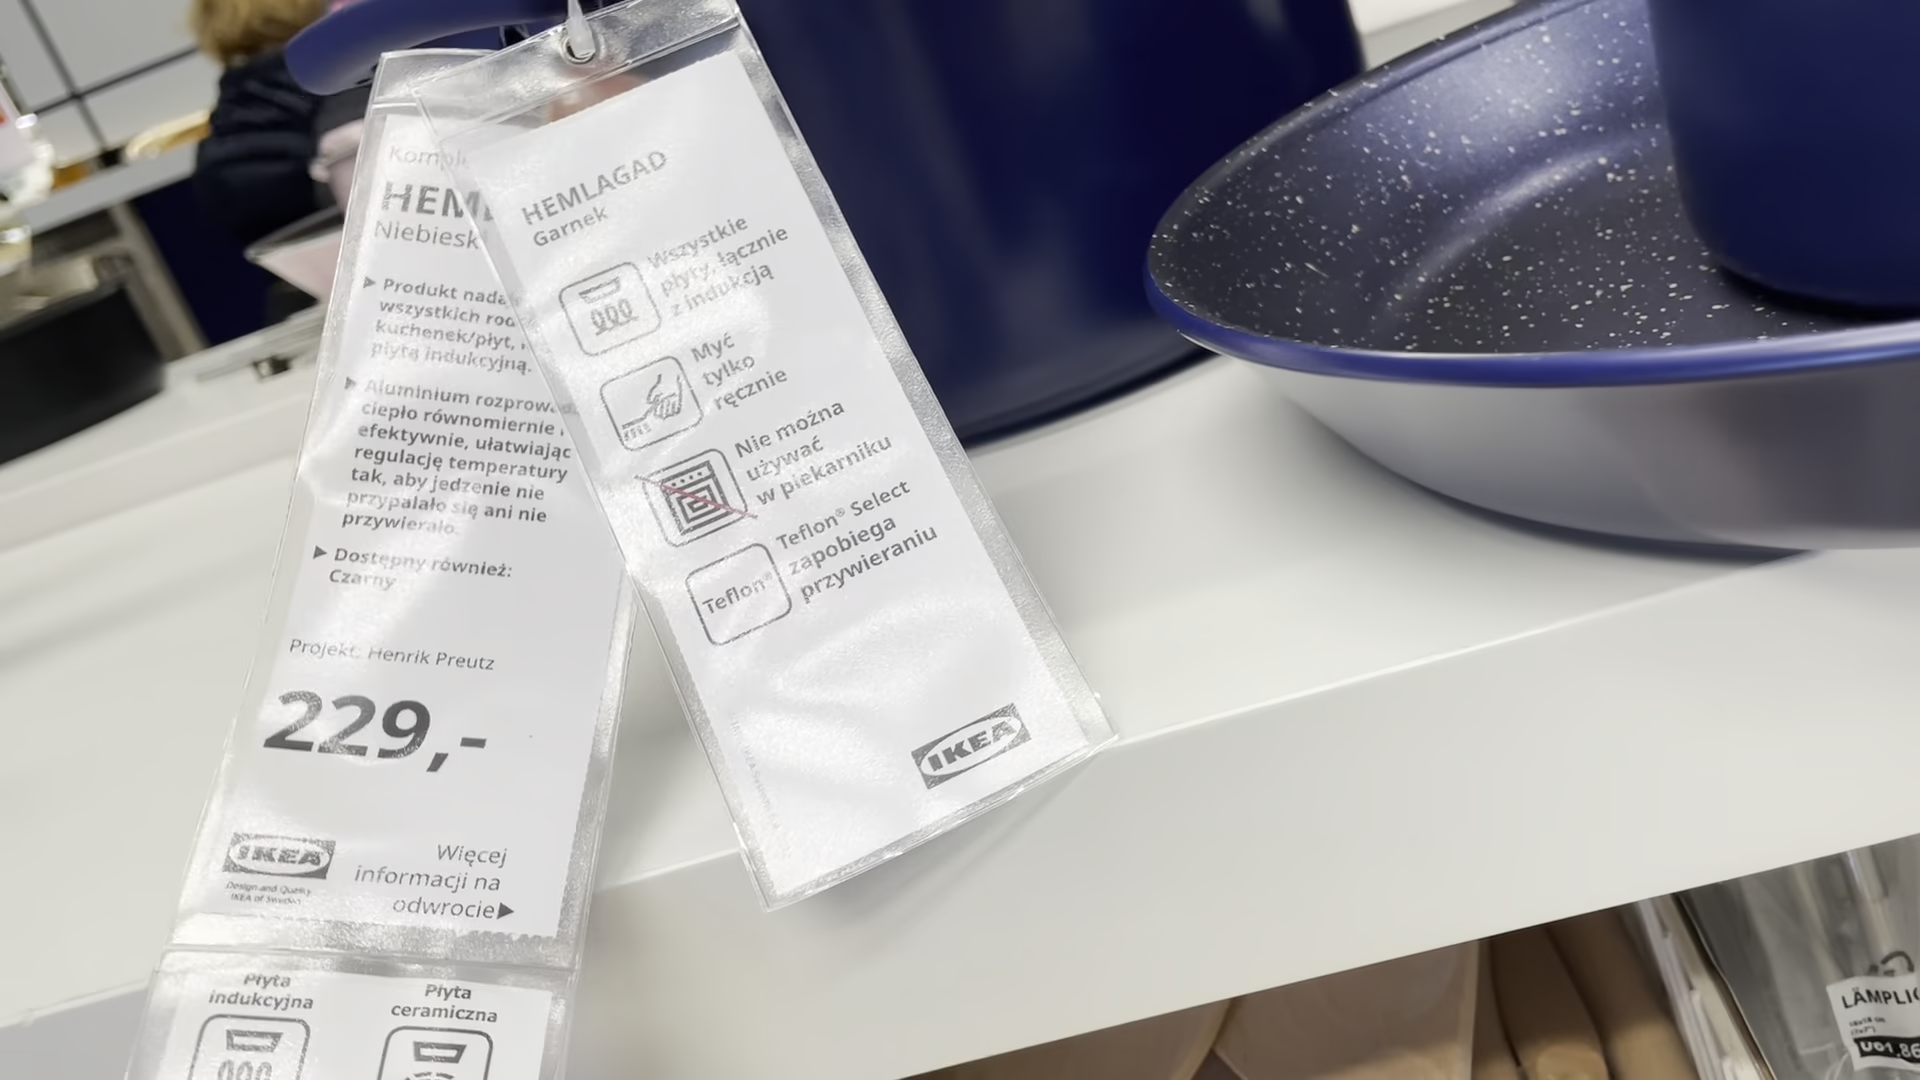 HEMLAGAD
Garnek
Wszystkie
płyty, łącznie
z indukcją
Myć
tylko
ręcznie
Nie można
używać
w piekarniku
Teflon® Select
zapobiega
przywieraniu
Teflon®
IKEA
Niebiesk
▶ Produkt nada
wszystkich
kuchenek/płyt,
płytą indukcyjną.
▶ Aluminium rozprowadz
ciepło równomiernie i
efektywnie, ułatwiając
regulację temperatury
tak, aby jedzenie nie
przypalało się ani nie
przywierało.
▶ Dostępny również:
Czarny
Projekt: Henrik Preutz
229,-
IKEA
Design and Quality
IKEA of Sweden
Więcej
informacji na
odwrocie▶
Płyta
indukcyjna
Płyta
ceramiczna
LÄMPLIG